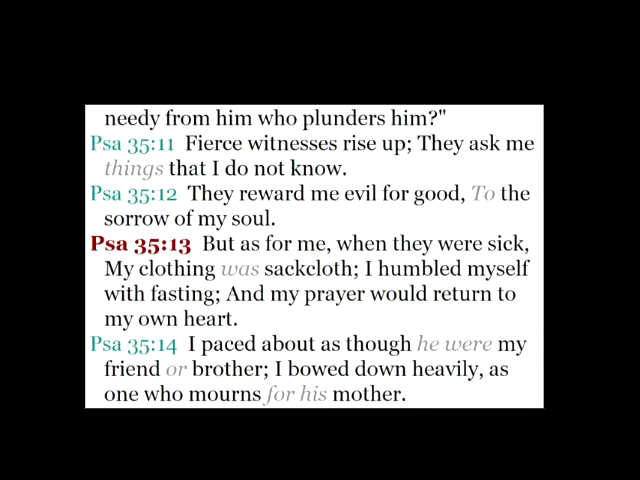 needy from him who plunders him?"
Psa 35:11 Fierce witnesses rise up; They ask me
things that I do not know.
Psa 35:12 They reward me evil for good, To the
sorrow of my soul.
Psa 35:13 But as for me, when they were sick,
My clothing was sackcloth; I humbled myself
with fasting; And my prayer would return to
my own heart.
Psa 35:14 I paced about as though he were my
friend or brother; I bowed down heavily, as
one who mourns for his mother.